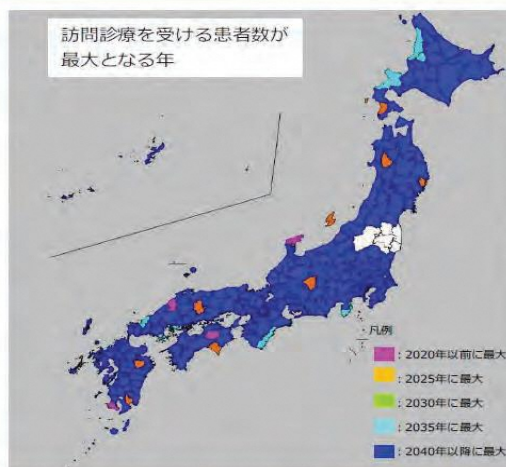 訪問診療を受ける患者数が
最大となる年
凡例
：2020年以前に最大
：2025年に最大
：2030年に最大
：2035年に最大
：2040年以降に最大